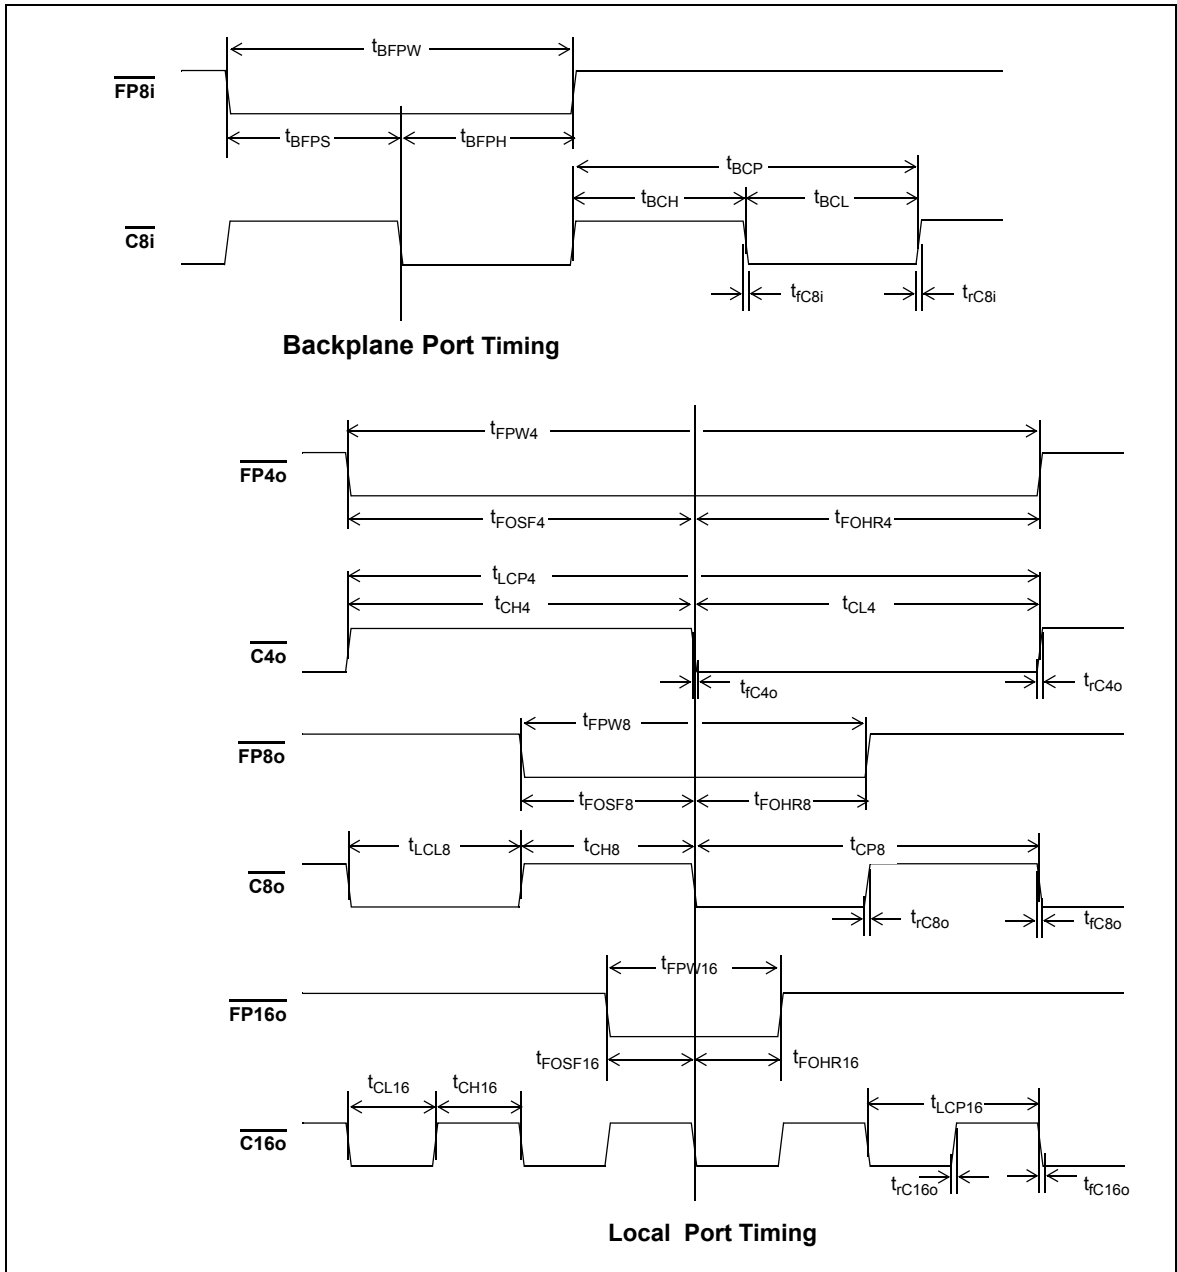 tBFPW
FP8i
tBFPS tBFPH
tBCP
tBCH tBCL
C8i
tfC8i trC8i
Backplane Port Timing
tFPW4
FP4o
tFOSF4 tFOHR4
tLCP4
tCH4 tCL4
C4o
tfC4o trC4o
tFPW8
FP8o
tFOSF8 tFOHR8
tLCL8 tCH8 tCP8
C8o
trC8o tfC8o
tFPW16
FP16o
tFOSF16 tFOHR16
tCL16 tCH16 tLCP16
C16o
trC16o tfC16o
Local Port Timing